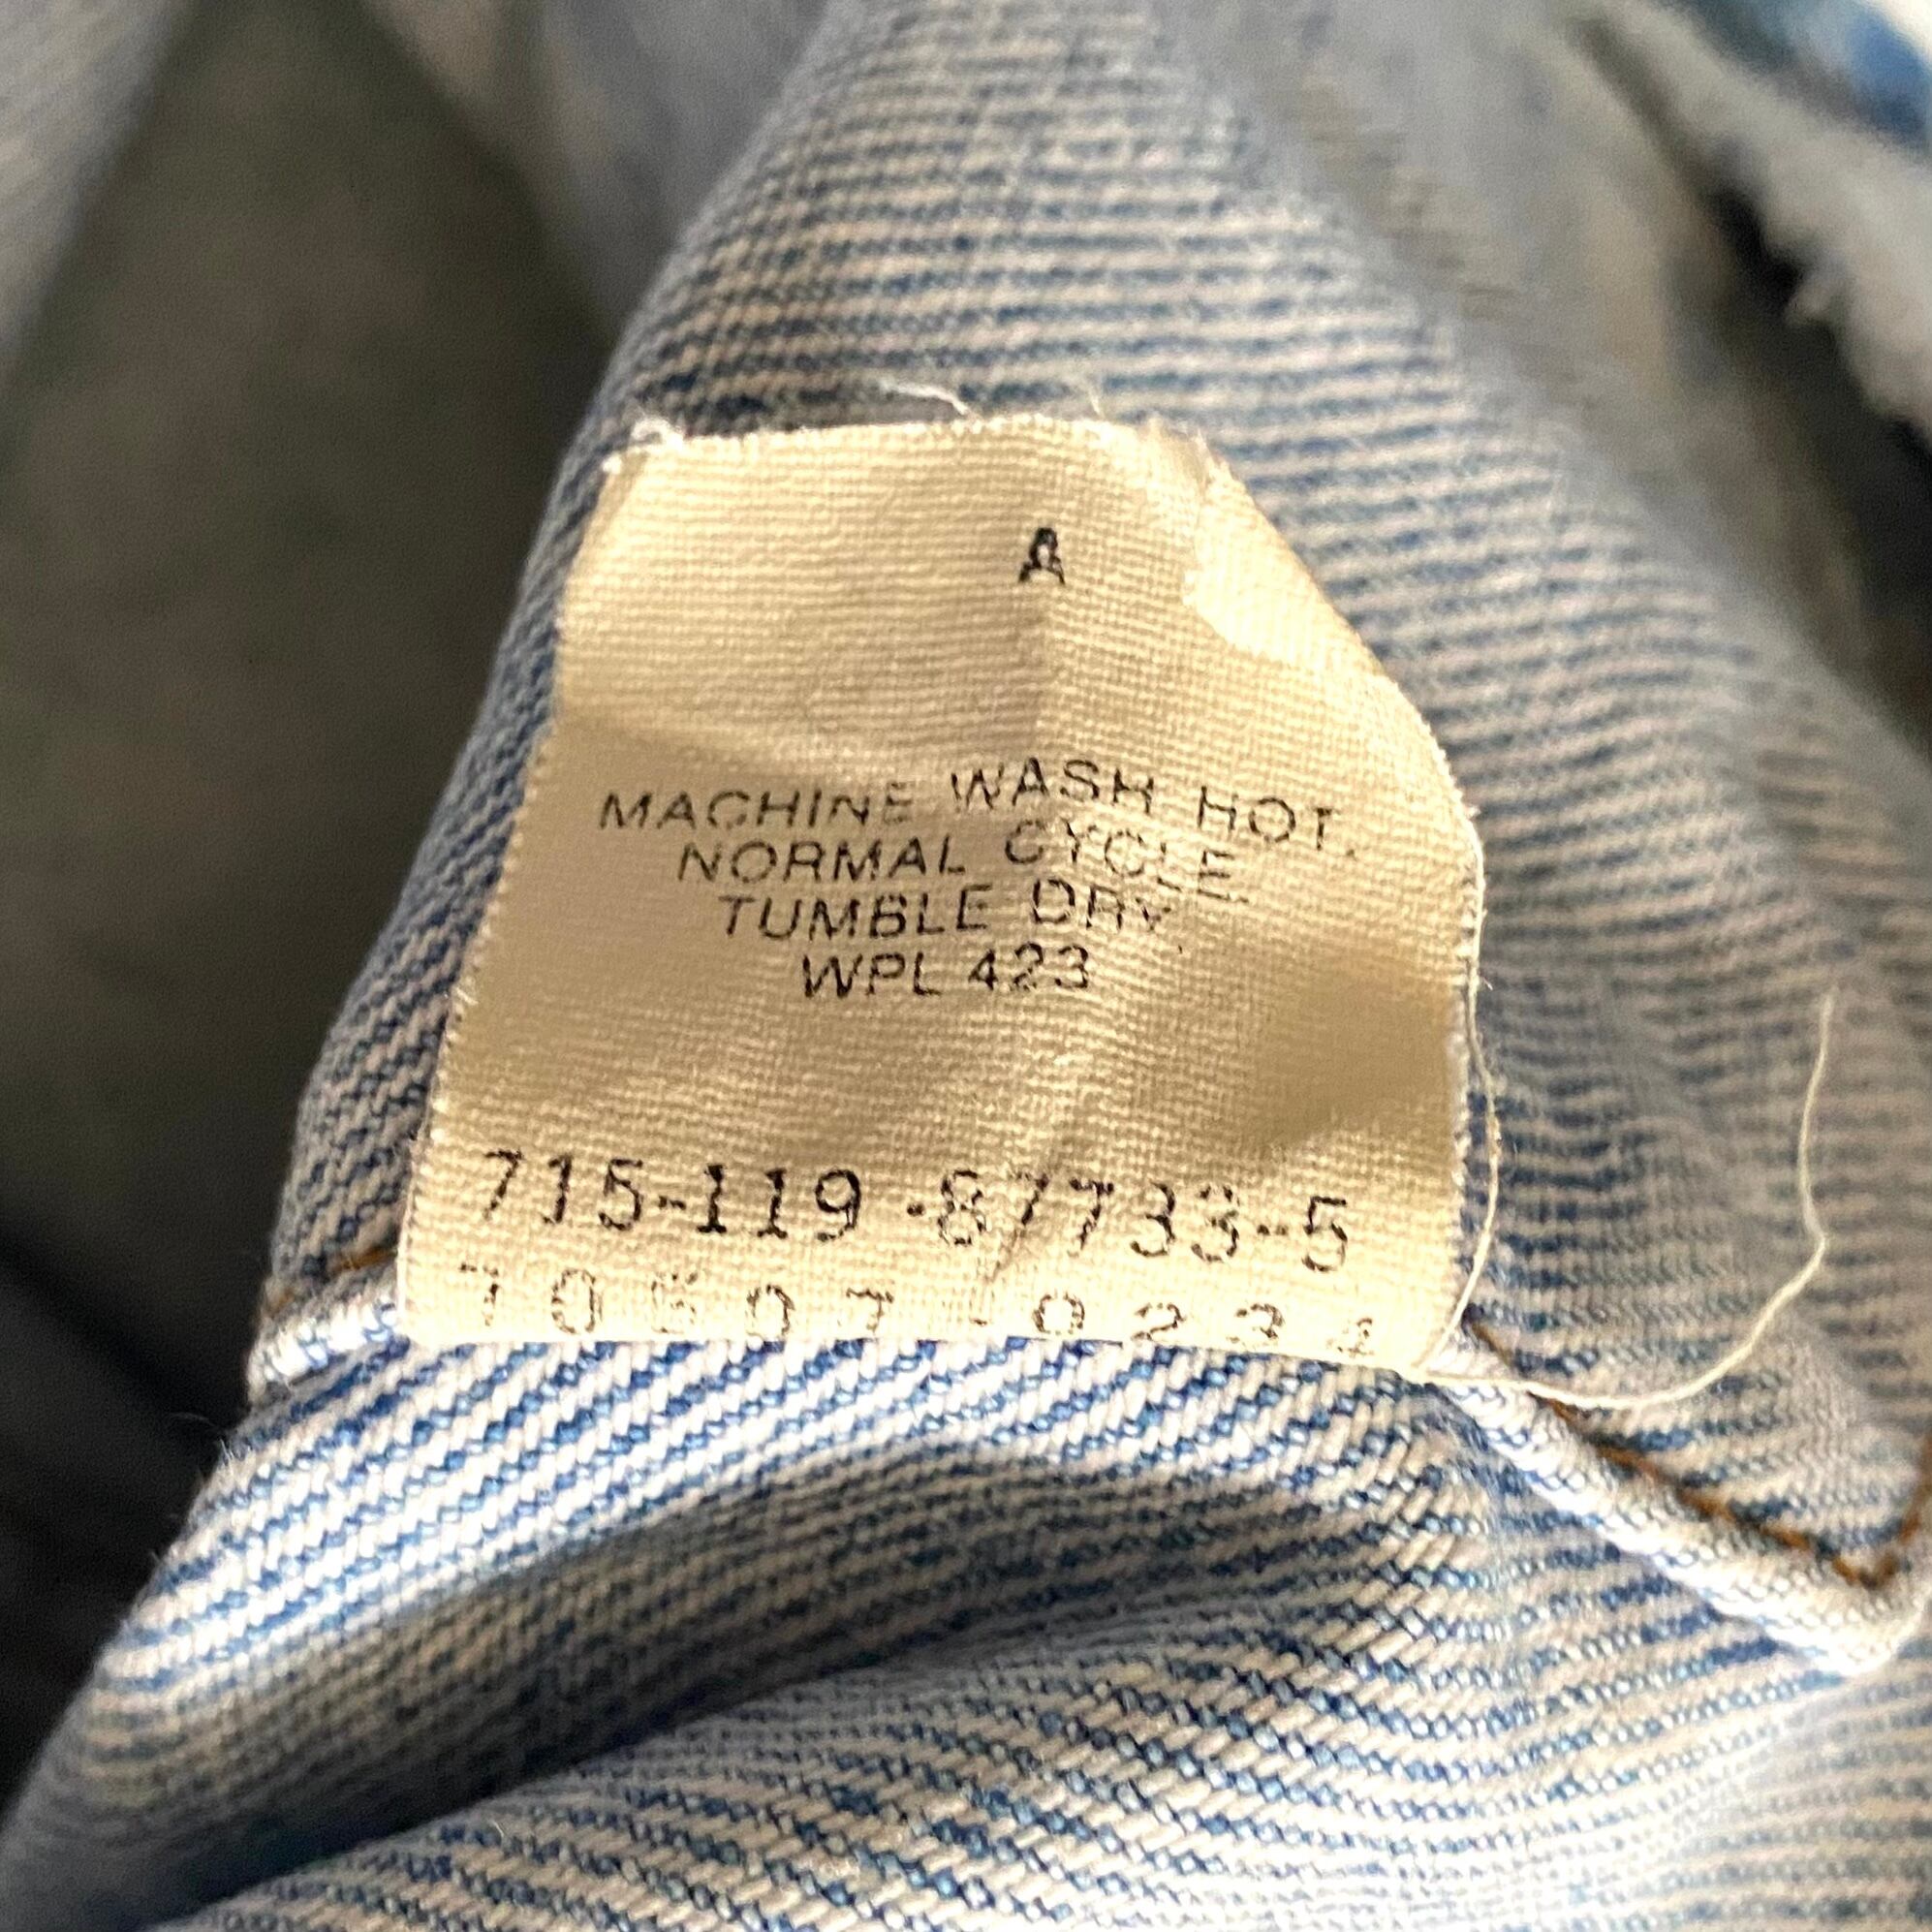 A
MACHINE WASH HOT.
NORMAL CYCLE
TUMBLE DRY.
WPL 423
715-119-87733-5